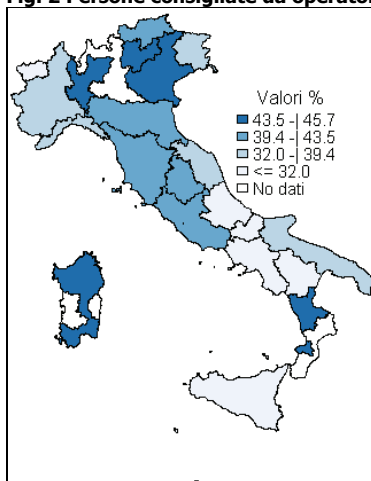 Fig. 2 Persone consigliate da operator
Valori %
43.5 -| 45.7
39.4 -| 43.5
32.0 -| 39.4
<= 32.0
No dati